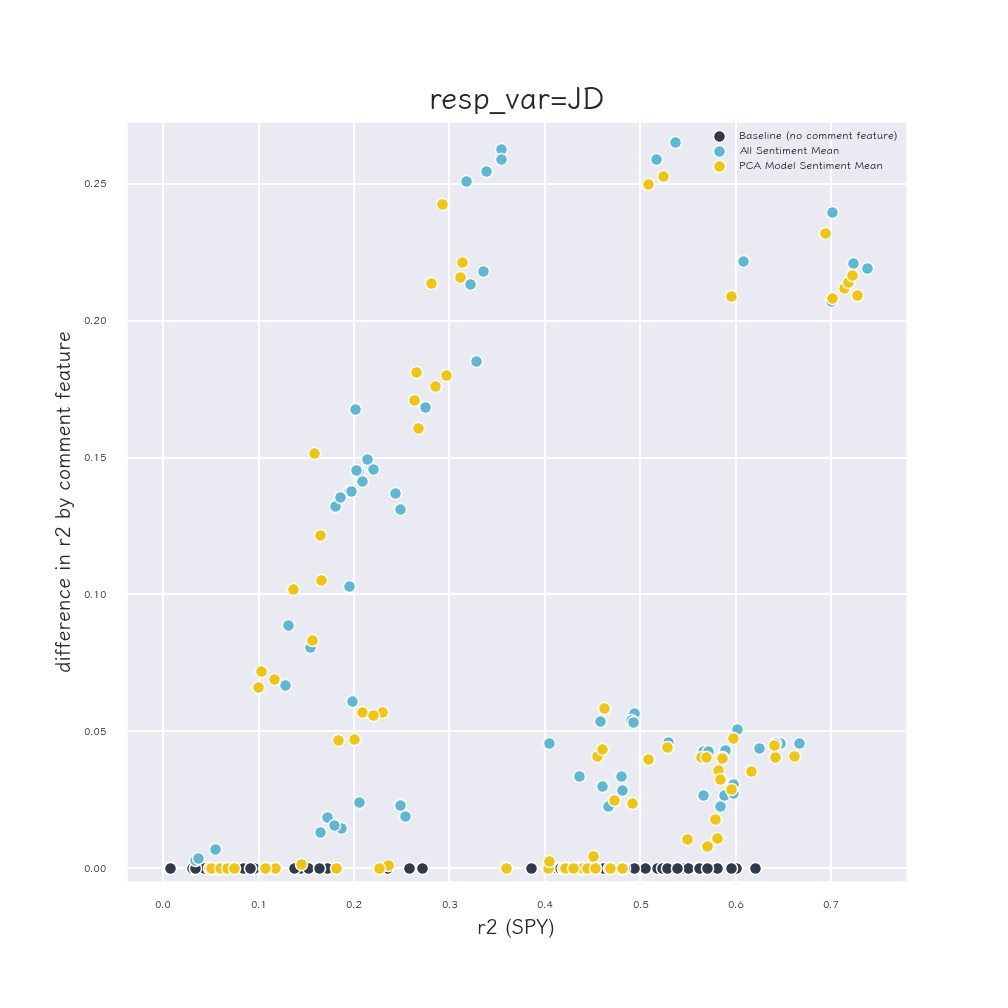 resp_var=JD
Baseline (no comment feature)
All Sentiment Mean
PCA Model Sentiment Mean
difference in r2 by comment feature
0.25
0.20
0.15
0.10
0.05
0.00
0.0 0.1 0.2 0.3 0.4 0.5 0.6 0.7
r2 (SPY)